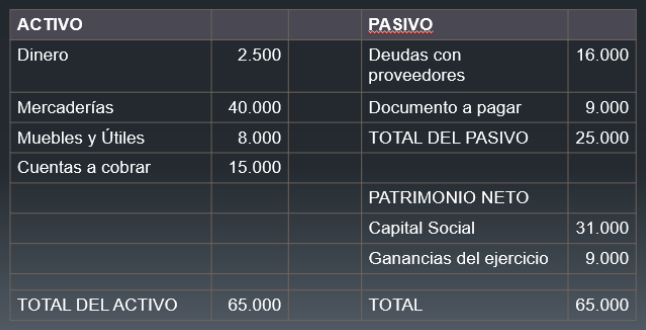 ACTIVO PASIVO
Dinero 2.500 Deudas con 16.000
proveedores
Mercaderías 40.000 Documento a pagar 9.000
Muebles y Útiles 8.000 TOTAL DEL PASIVO 25.000
Cuentas a cobrar 15.000
PATRIMONIO NETO
Capital Social 31.000
Ganancias del ejercicio 9.000
TOTAL DEL ACTIVO 65.000 TOTAL 65.000